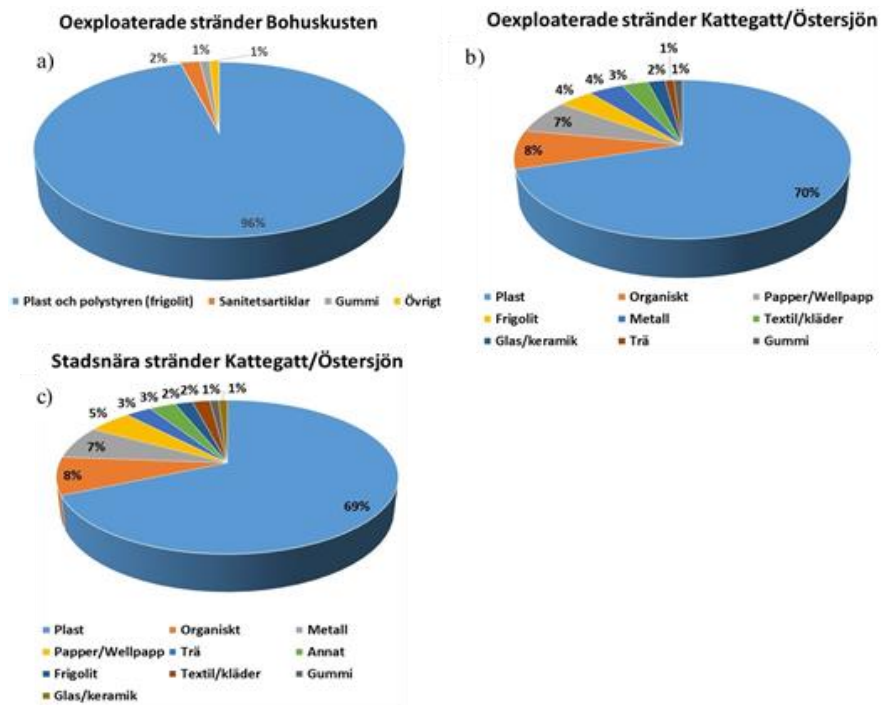 Oexploaterade stränder Bohuskusten
a)
2%
1%
1%
96%
Plast och polystyren (frigolit) Sanitetsartiklar Gummi Övrigt
Oexploaterade stränder Kattegatt/Östersjön
b)
1%
4% 4% 3% 2% 1%
7%
8%
70%
Plast Organiskt Papper/Wellpapp
Frigolit Metall Textil/kläder
Glas/keramik Trä Gummi
Stadsnära stränder Kattegatt/Östersjön
c)
5% 3% 3% 2% 2% 1% 1%
7%
8%
69%
Plast Organiskt Metall
Papper/Wellpapp Trä Annat
Frigolit Textil/kläder Gummi
Glas/keramik